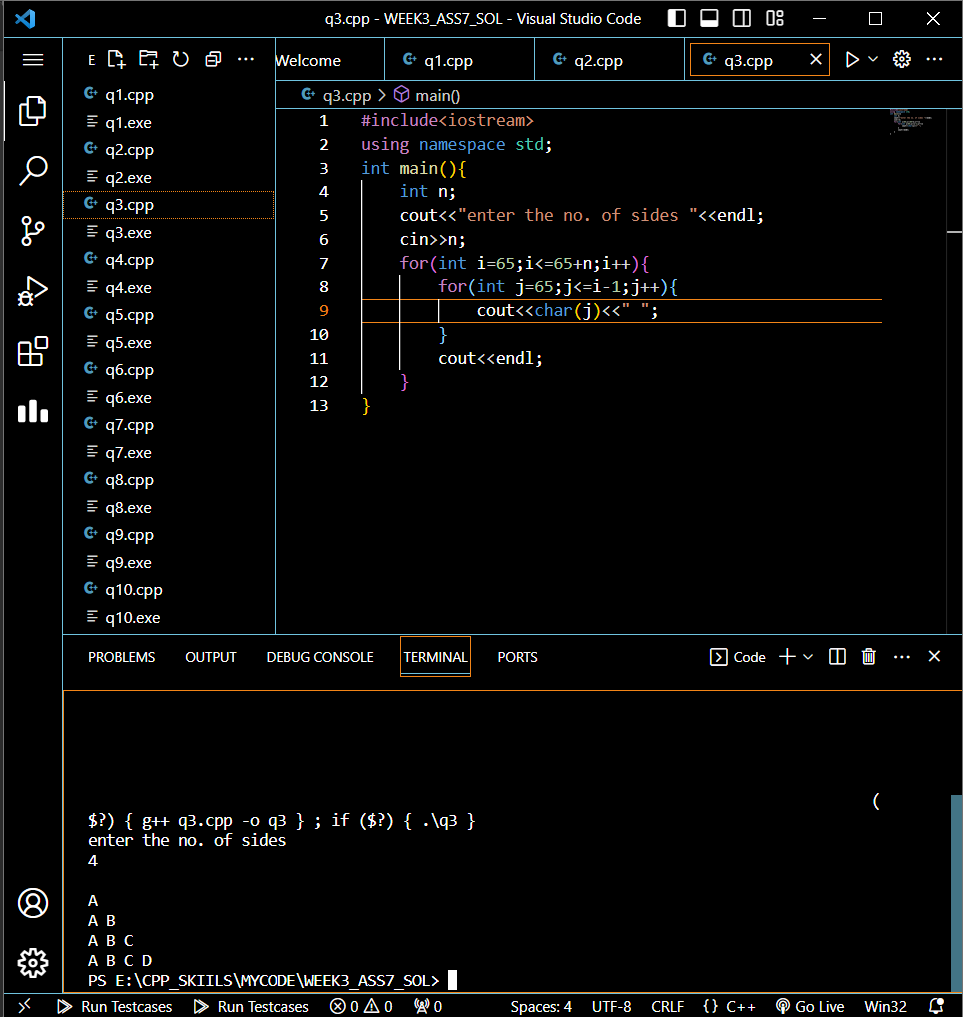 q3.cpp - WEEK3_ASS7_SOL - Visual Studio Code
E
Welcome
q1.cpp
q2.cpp
q3.cpp
q3.cpp > main()
q1.cpp
q1.exe
q2.cpp
q2.exe
q3.cpp
q3.exe
q4.cpp
q4.exe
q5.cpp
q5.exe
q6.cpp
q6.exe
q7.cpp
q7.exe
q8.cpp
q8.exe
q9.cpp
q9.exe
q10.cpp
q10.exe
1 #include<iostream>
2 using namespace std;
3 int main(){
4 int n;
5 cout<<"enter the no. of sides "<<endl;
6 cin>>n;
7 for(int i=65;i<=65+n;i++){
8 for(int j=65;j<=i-1;j++){
9 cout<<char(j)<<" ";
10 }
11 cout<<endl;
12 }
13 }
PROBLEMS OUTPUT DEBUG CONSOLE TERMINAL PORTS Code
(
$?) { g++ q3.cpp -o q3 } ; if ($?) { .\q3 }
enter the no. of sides
4
A
A B
A B C
A B C D
PS E:\CPP_SKIILS\MYCODE\WEEK3_ASS7_SOL>
Run Testcases Run Testcases 0 0 0 Spaces: 4 UTF-8 CRLF {} C++ Go Live Win32